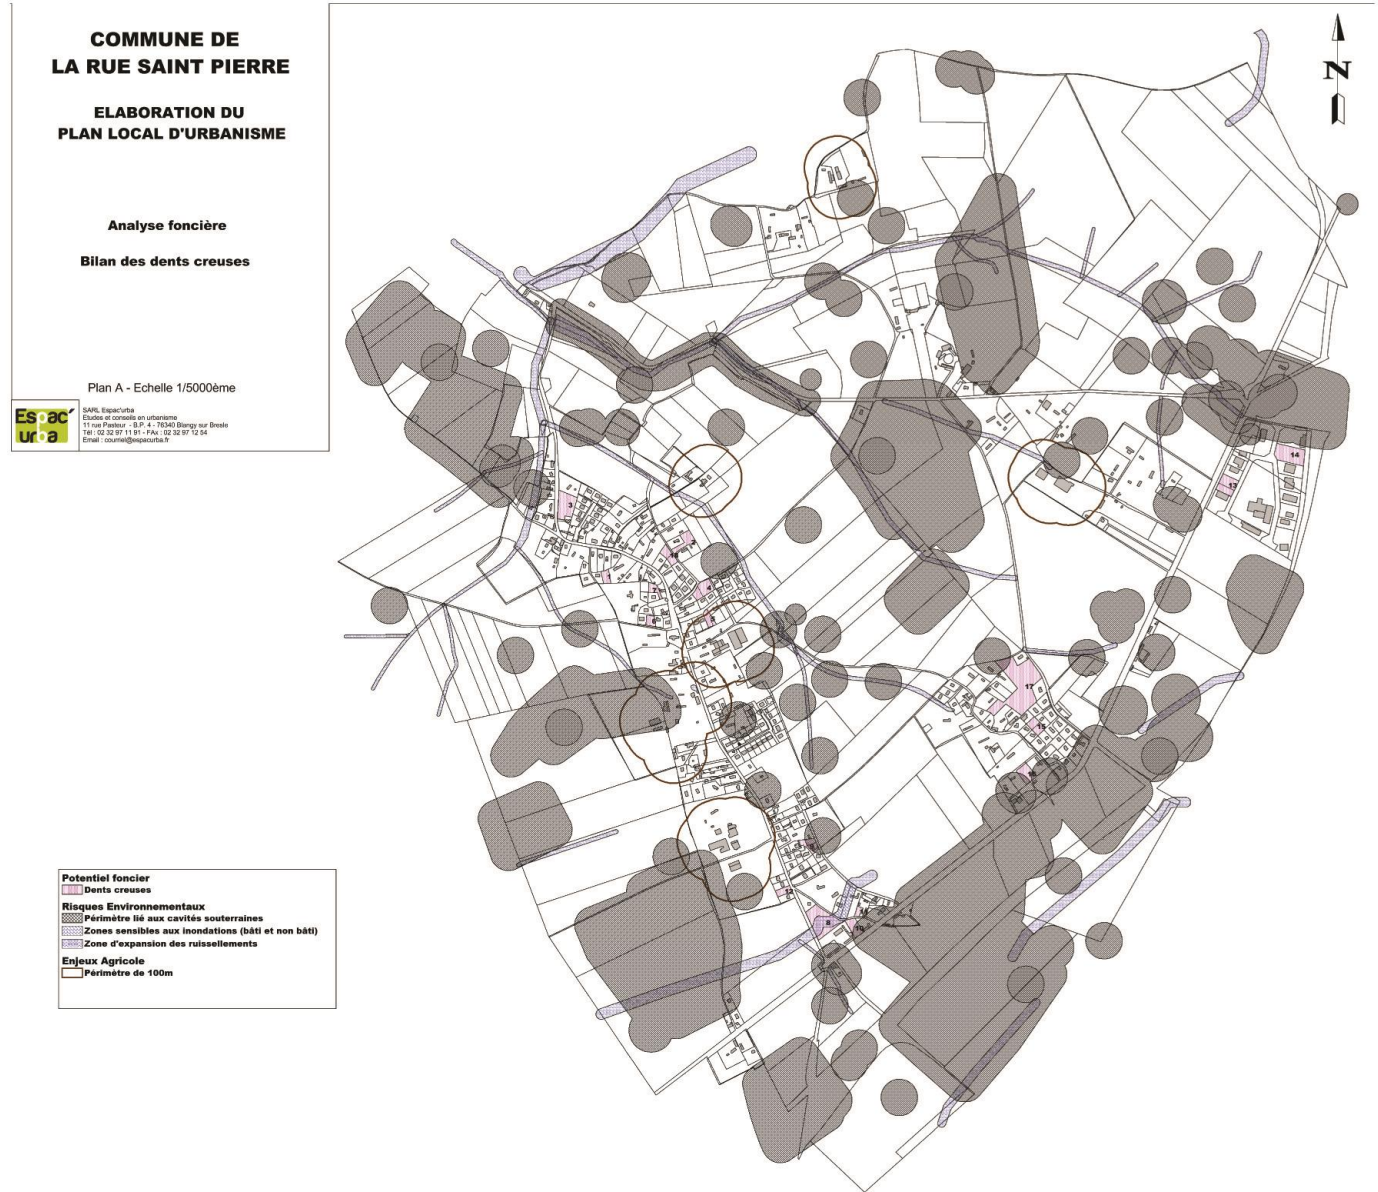 COMMUNE DE
LA RUE SAINT PIERRE
ELABORATION DU
PLAN LOCAL D'URBANISME
Analyse foncière
Bilan des dents creuses
Plan A - Echelle 1/5000ème
Espac'
urba
SARL Espac'urba
Etudes et conseils en urbanisme
11 rue Pasteur - B.P. 4 - 76340 Blangy sur Bresle
Tél : 02 32 97 11 91 - FAx : 02 32 97 12 54
Email : courriel@espacurba.fr
N
14
13
3
2
16
1
7
4
6
5
17
15
9
12
8
10
Potentiel foncier
Dents creuses
Risques Environnementaux
Périmètre lié aux cavités souterraines
Zones sensibles aux inondations (bâti et non bâti)
Zone d'expansion des ruissellements
Enjeux Agricole
Périmètre de 100m